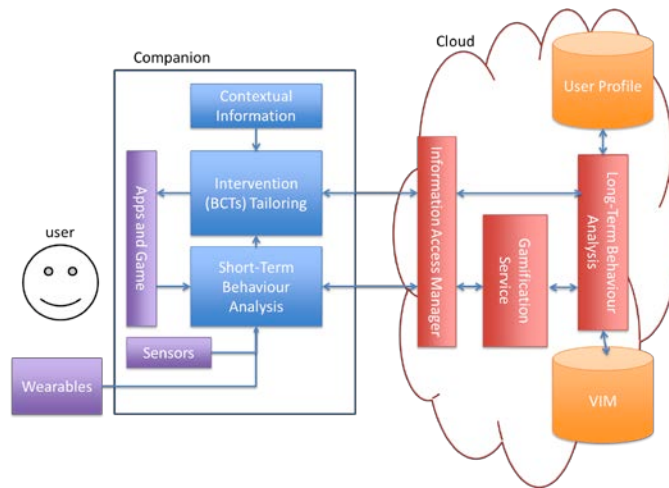 Companion
Cloud
Contextual
Information
User Profile
Intervention
(BCTs) Tailoring
Apps and Game
Information Access Manager
Long-Term Behaviour
Analysis
user
Short-Term
Behaviour
Analysis
Gamification
Service
Sensors
Wearables
VIM